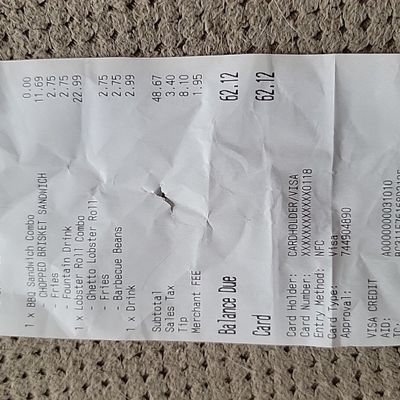 1 x BBQ Sandwich Combo 0.00
- CHOPPED BRISKET SANDWICH 11.69
- Fries 2.75
- Fountain Drink 2.75
1 x Lobster Roll Combo 22.99
- Ghetto Lobster Roll
- Fries 2.75
- Barbecue Beans 2.75
1 x Drink 2.99
Subtotal 48.67
Sales Tax 3.40
Tip 8.10
Merchant FEE 1.95
Balance Due 62.12
Card 62.12
Card Holder: CARDHOLDER/VISA
Card Number: XXXXXXXXXXXX0118
Entry Method: NFC
Card Type: Visa
Approval: 744504890
VISA CREDIT
AID: A0000000031010
TC: